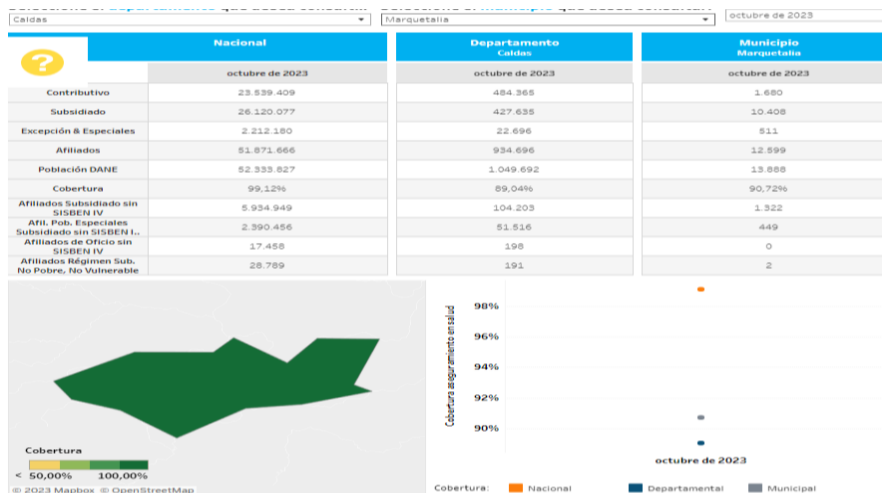 Caldas
Marquetalia
octubre de 2023
Nacional
Departamento
Caldas
Municipio
Marquetalia
?
octubre de 2023
octubre de 2023
octubre de 2023
Contributivo 23.539.409 484.365 1.680
Subsidiado 26.120.077 427.635 10.408
Excepción & Especiales 2.212.180 22.696 511
Afiliados 51.871.666 934.696 12.599
Población DANE 52.333.827 1.049.692 13.888
Cobertura 99,12% 89,04% 90,72%
Afiliados Subsidiado sin
SISBEN IV
5.934.949 104.203 1.322
Afil. Pob. Especiales
Subsidiado sin SISBEN I..
2.390.456 51.516 449
Afiliados de Oficio sin
SISBEN IV
17.458 198 0
Afiliados Régimen Sub.
No Pobre, No Vulnerable
28.789 191 2
Cobertura
< 50,00% 100,00%
© 2023 Mapbox © OpenStreetMap
Cobertura aseguramiento en salud
98%
96%
94%
92%
90%
octubre de 2023
Cobertura: Nacional Departamental Municipal